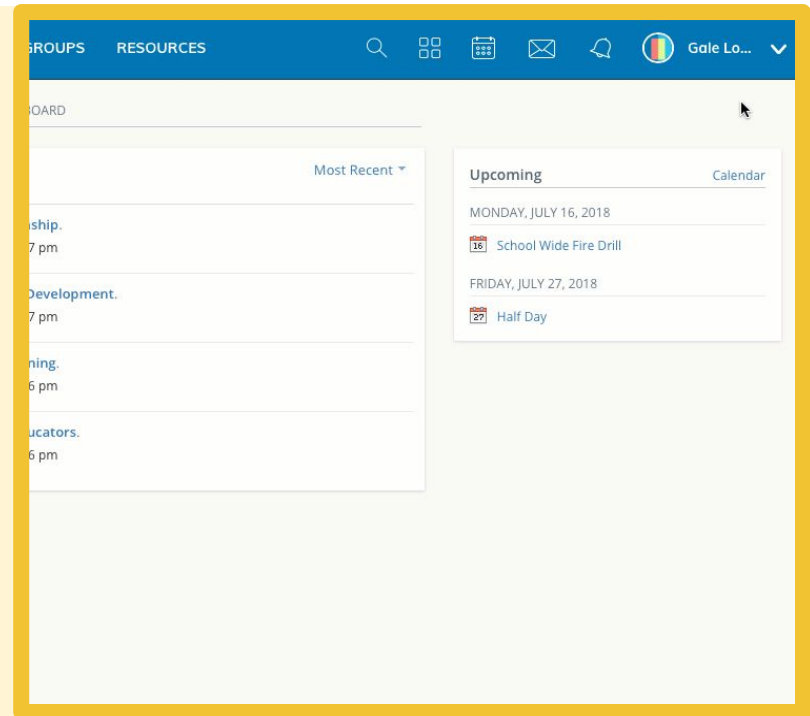 GROUPS RESOURCES Gale Lo...
BOARD
Most Recent
Upcoming Calendar
MONDAY, JULY 16, 2018
16 School Wide Fire Drill
FRIDAY, JULY 27, 2018
27 Half Day
ship.
7 pm
Development.
7 pm
ning.
6 pm
ucators.
6 pm